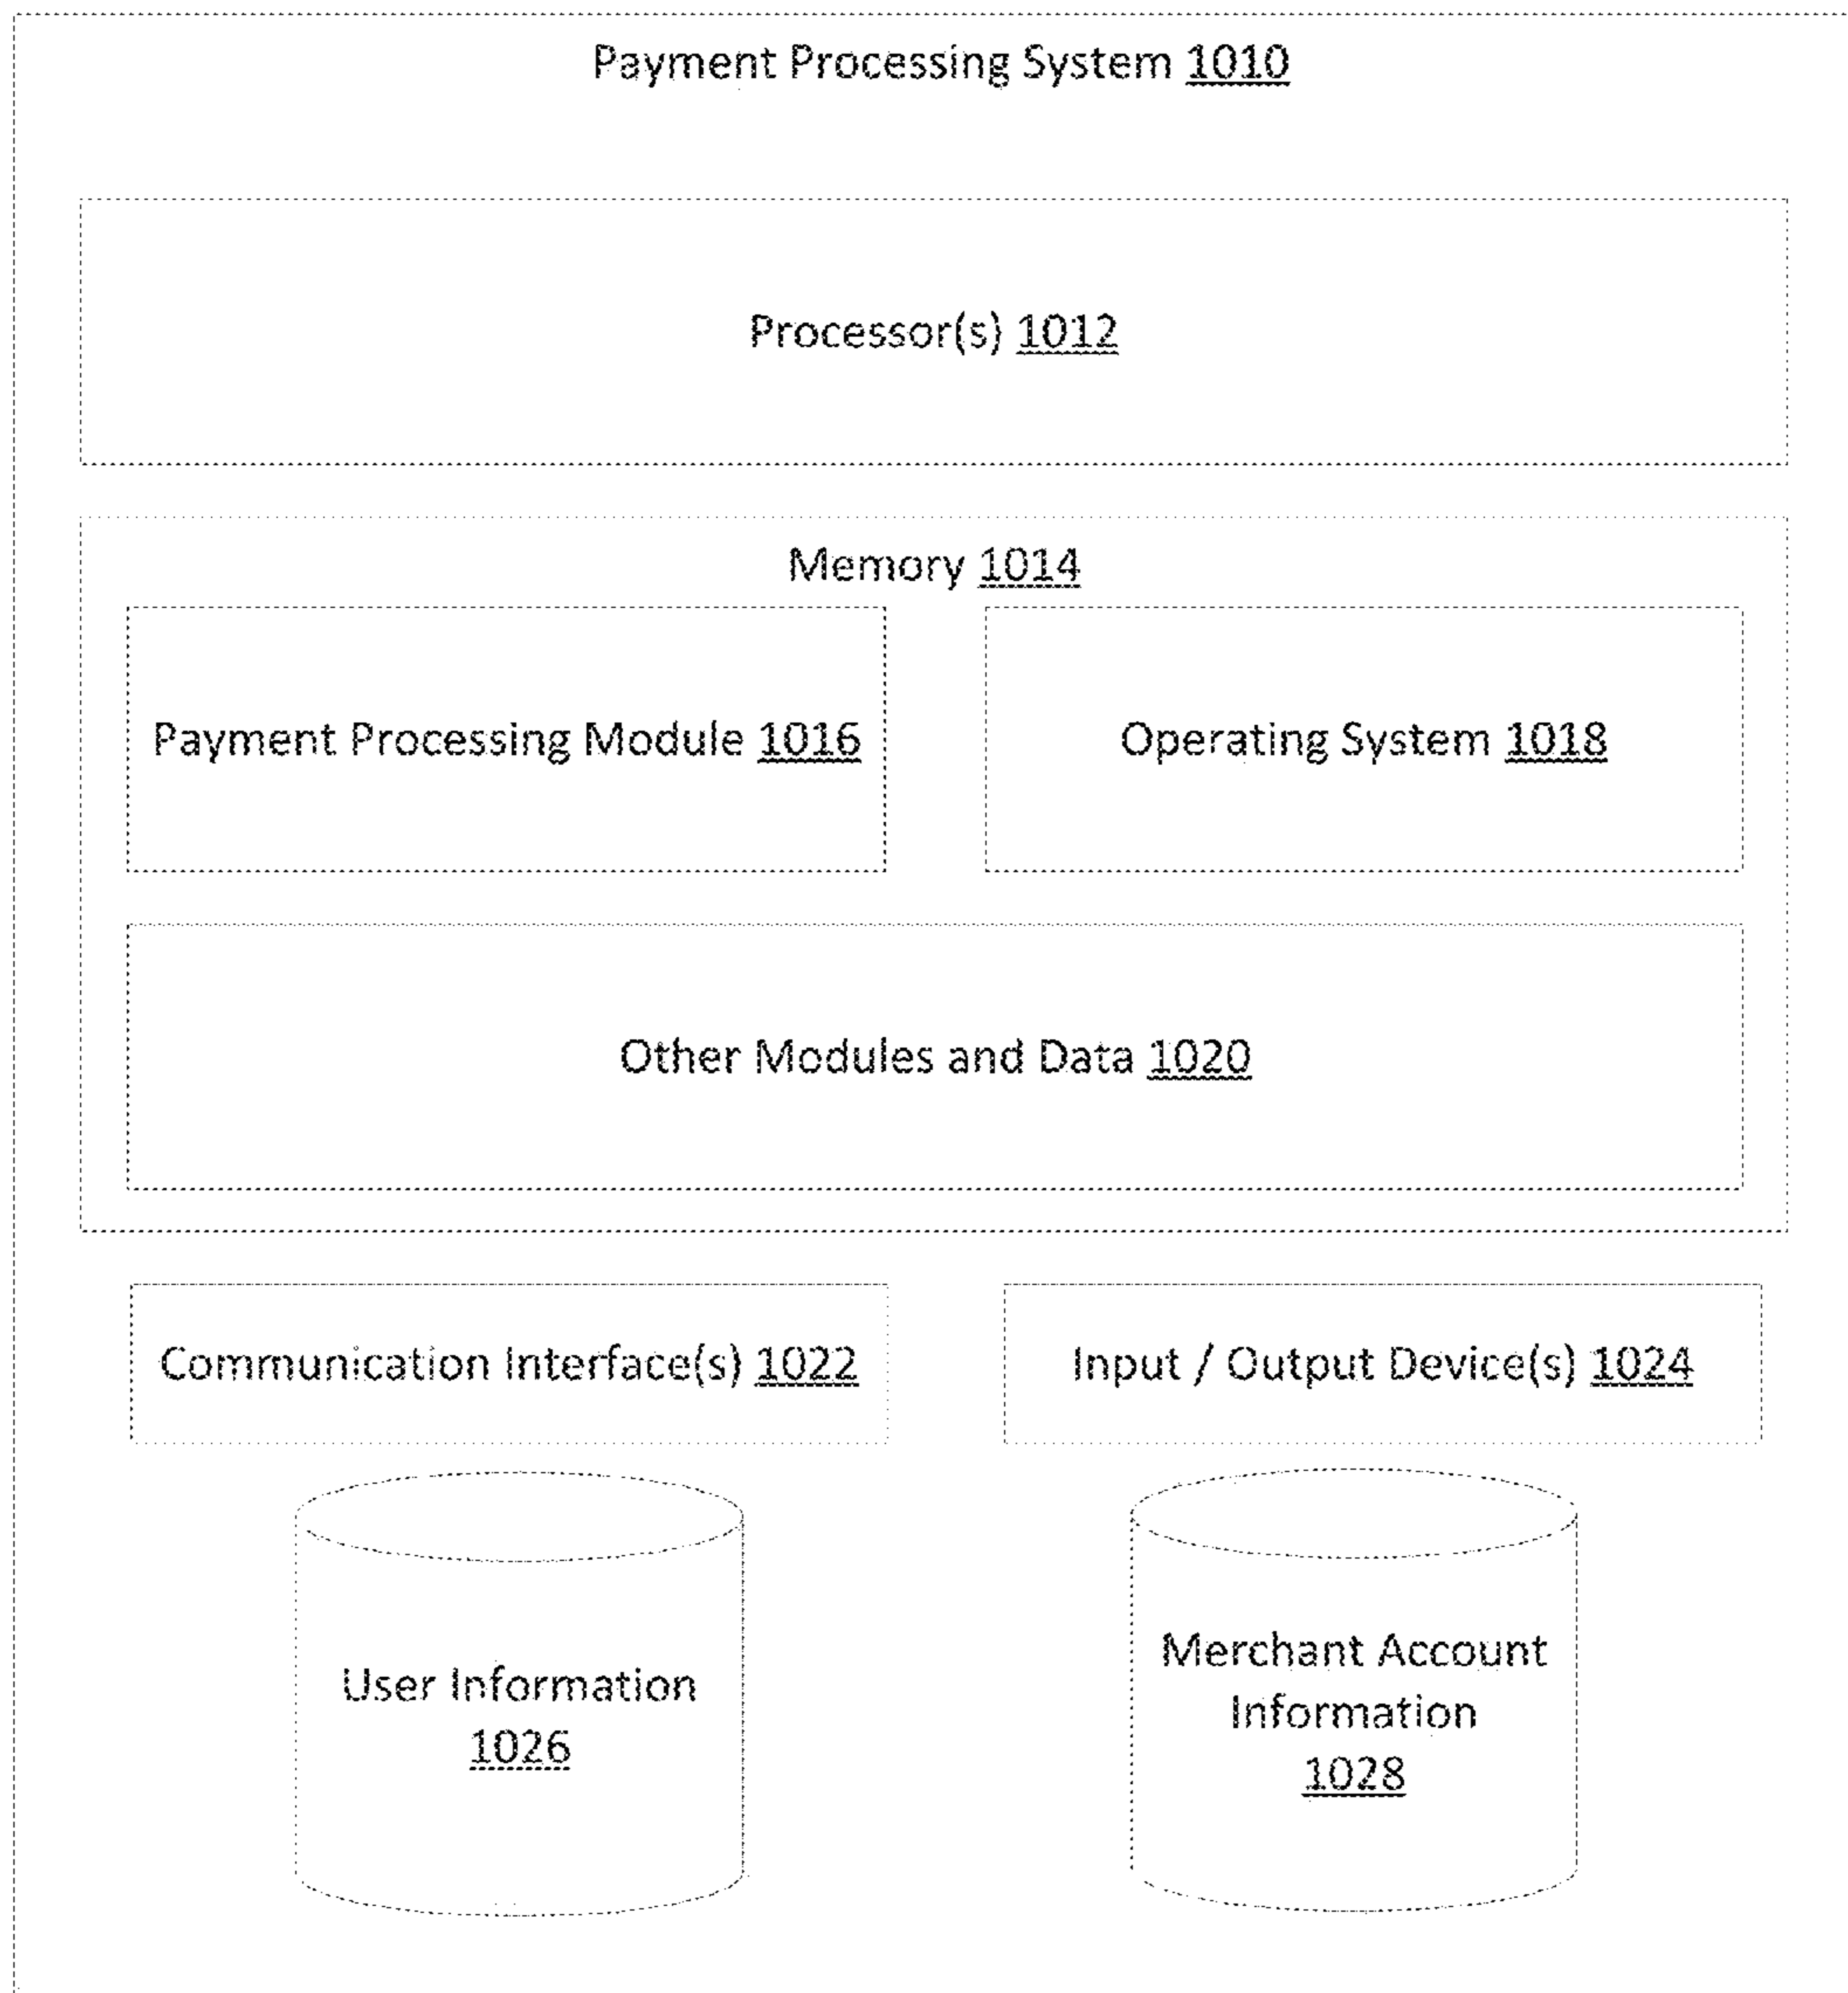 Payment Processing System 1010
Processor(s) 1012
Memory 1014
Payment Processing Module 1016
Operating System 1018
Other Modules and Data 1020
Communication Interface(s) 1022
Input / Output Device(s) 1024
User Information
1026
Merchant Account
Information
1028